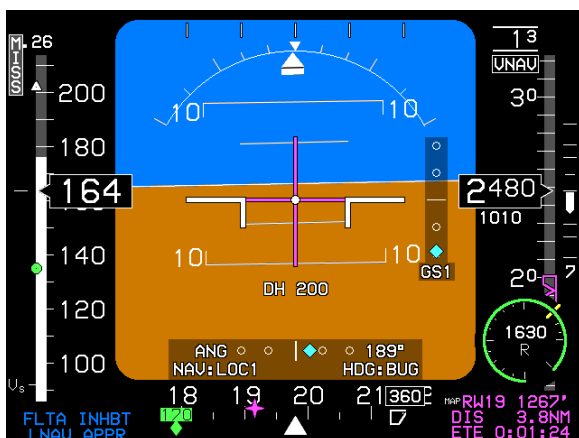 MISS
.26
13
VNAV
200
180
164
140
120
100
Vs
10 10
10 10
DH 200
GS1
30
2480
1010
20
7
1630
R
ANG 189°
NAV:LOC1 HDG:BUG
18 19 20 21 360
170
FLTA INHBT
LNAV APPR
MAP RW19 1267'
DIS 3.8NM
ETE 0:01:24